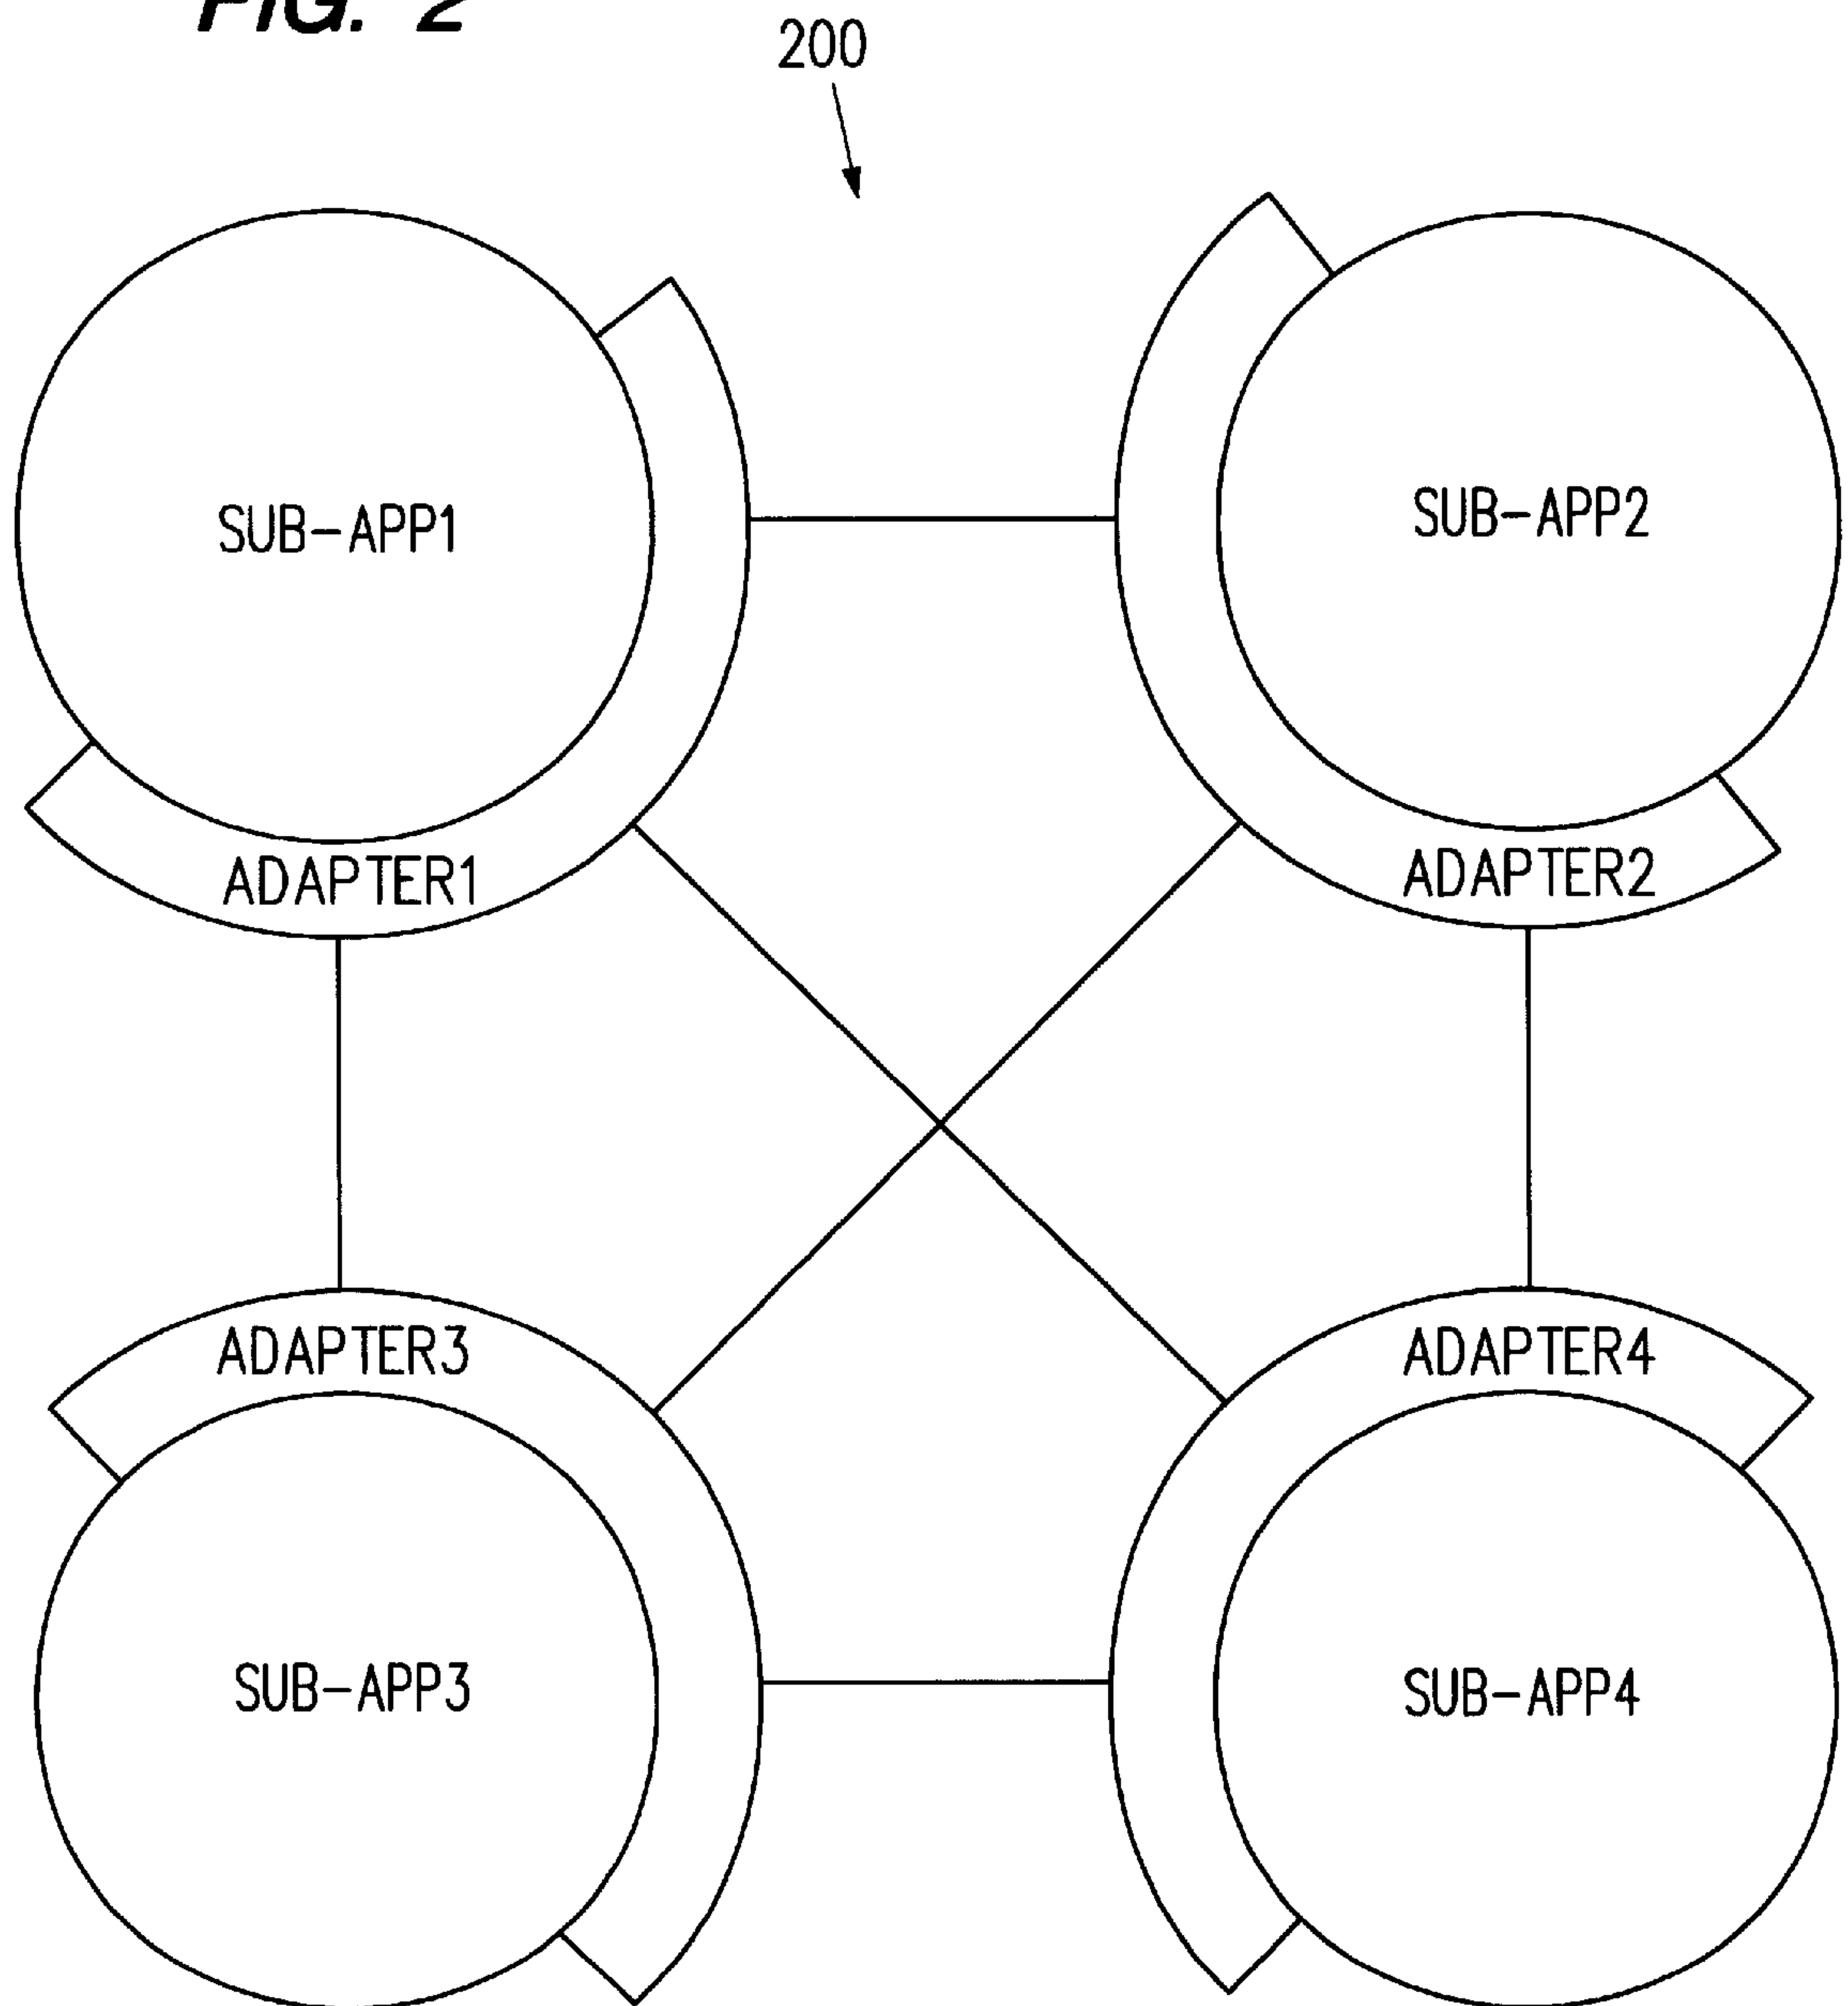 FIG. 2
200
SUB-APP1
SUB-APP2
ADAPTER1
ADAPTER2
ADAPTER3
ADAPTER4
SUB-APP3
SUB-APP4